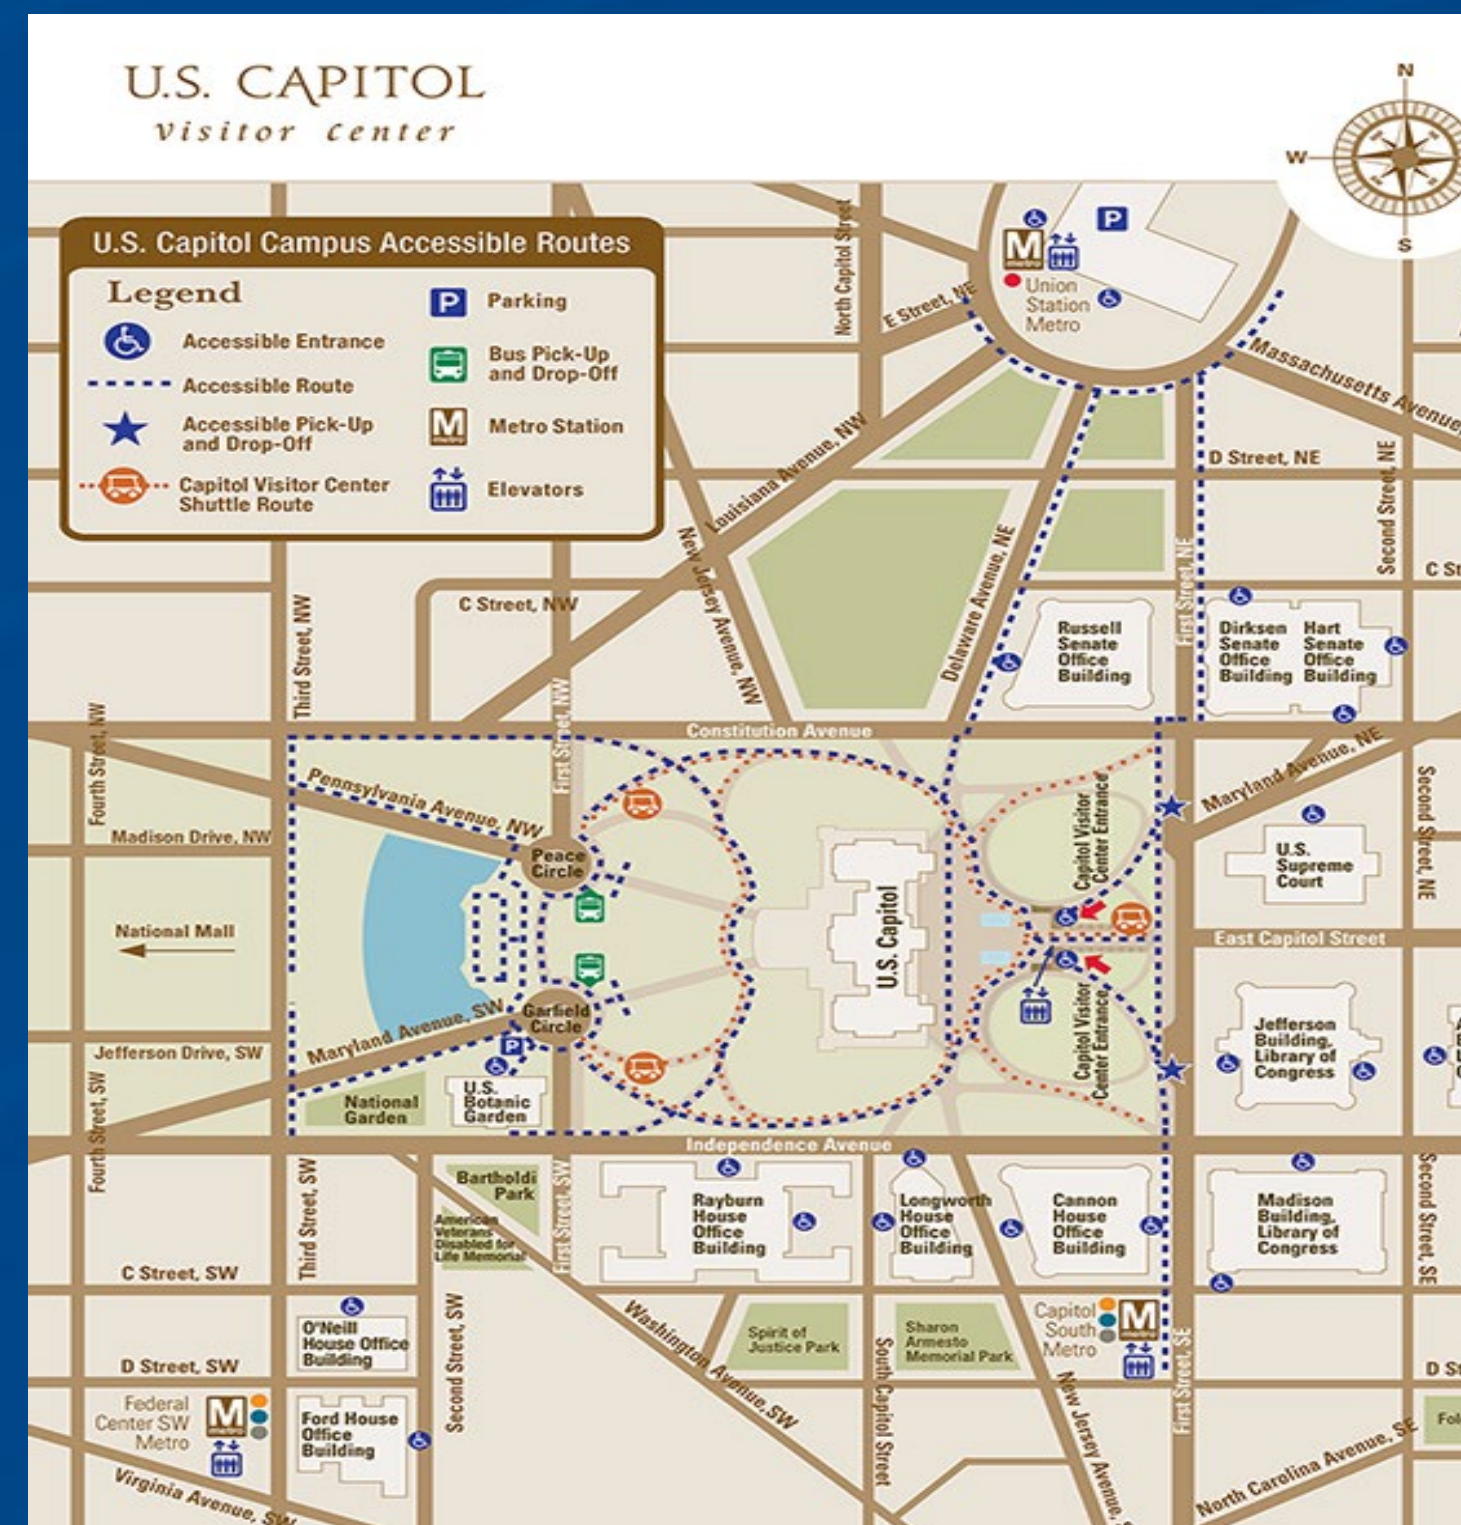 U.S. CAPITOL
Visitor Center
N
W
S
U.S. Capitol Campus Accessible Routes
Legend
Accessible Entrance
Accessible Route
Accessible Pick-Up
and Drop-Off
Capitol Visitor Center
Shuttle Route
P
Parking
Bus Pick-Up
and Drop-Off
M
metro
Metro Station
Elevators
North Capitol Street
E Street, NE
P
M
metro
Union
Station
Metro
Massachusetts Avenue,
Louisiana Avenue, NW
D Street, NE
Second Street, NE
New Jersey Avenue, NW
Delaware Avenue, NE
First Street, NE
C St
C Street, NW
Third Street, NW
First Street, NW
Fourth Street, NW
Russell
Senate
Office
Building
Dirksen
Senate
Office
Building
Hart
Senate
Office
Building
Constitution Avenue
Maryland Avenue, NE
Pennsylvania Avenue, NW
Madison Drive, NW
Peace
Circle
Capitol Visitor
Center Entrance
U.S.
Supreme
Court
Second Street, NE
National Mall
U.S. Capitol
East Capitol Street
Garfield
Circle
Maryland Avenue, SW
Jefferson Drive, SW
P
Capitol Visitor
Center Entrance
Jefferson
Building,
Library of
Congress
National
Garden
U.S.
Botanic
Garden
Fourth Street, SW
Independence Avenue
Third Street, SW
Bartholdi
Park
American
Veterans
Disabled for
Life Memorial
First Street, SW
Rayburn
House
Office
Building
Longworth
House
Office
Building
Cannon
House
Office
Building
Madison
Building,
Library of
Congress
Second Street, SE
C Street, SW
O'Neill
House Office
Building
Second Street, SW
Washington Avenue, SW
Spirit of
Justice Park
South Capitol Street
Sharon
Armesto
Memorial Park
Capitol
South
Metro
M
metro
First Street, SE
D Street, SW
D St
Federal
Center SW
Metro
M
metro
Ford House
Office
Building
New Jersey Avenue, S
Fol
North Carolina Avenue, SE
Virginia Avenue, SW